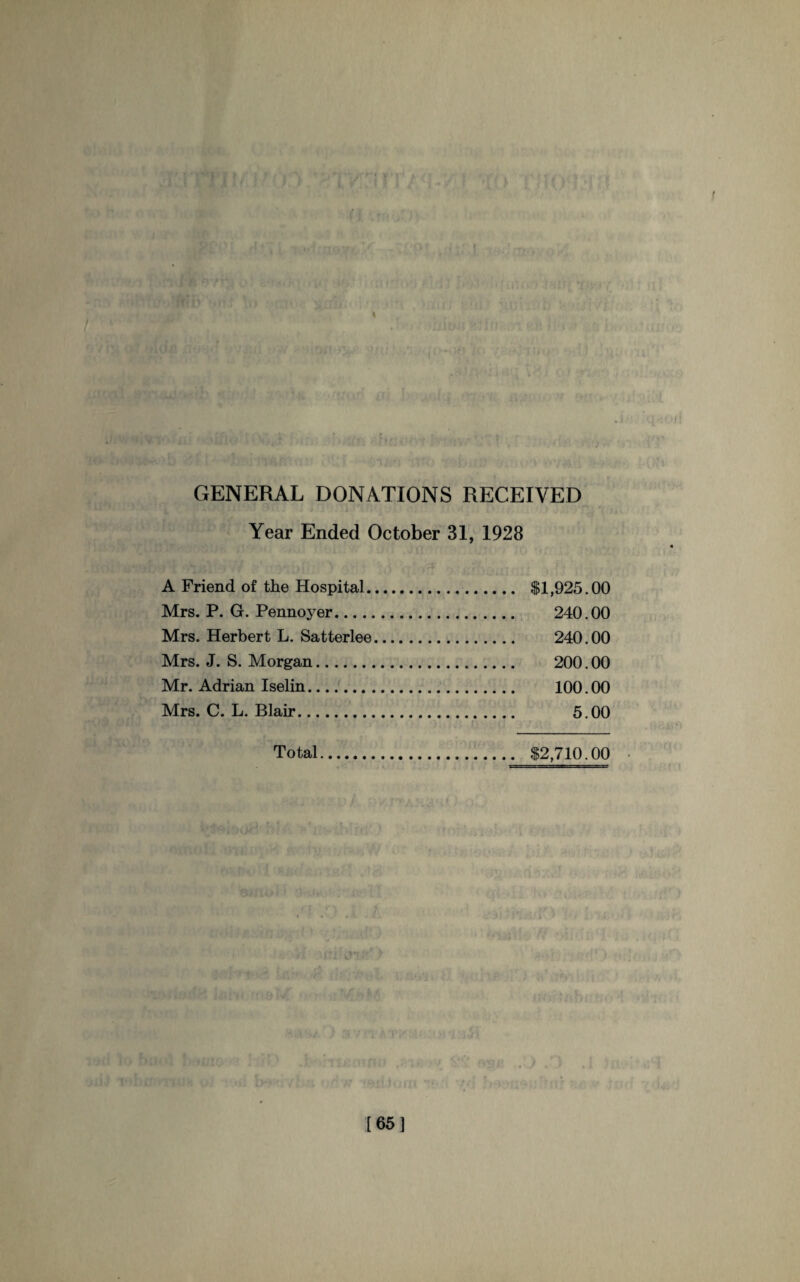 GENERAL DONATIONS RECEIVED
Year Ended October 31, 1928
A Friend of the Hospital.................. $1,925.00
Mrs. P. G. Pennoyer...................... 240.00
Mrs. Herbert L. Satterlee................. 240.00
Mrs. J. S. Morgan........................ 200.00
Mr. Adrian Iselin......................... 100.00
Mrs. C. L. Blair.......................... 5.00
Total........................ $2,710.00
[65]